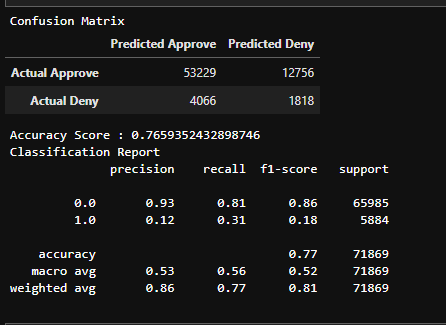 Confusion Matrix
Predicted Approve Predicted Deny
Actual Approve 53229 12756
Actual Deny 4066 1818
Accuracy Score : 0.7659352432898746
Classification Report
precision recall f1-score support
0.0 0.93 0.81 0.86 65985
1.0 0.12 0.31 0.18 5884
accuracy 0.77 71869
macro avg 0.53 0.56 0.52 71869
weighted avg 0.86 0.77 0.81 71869